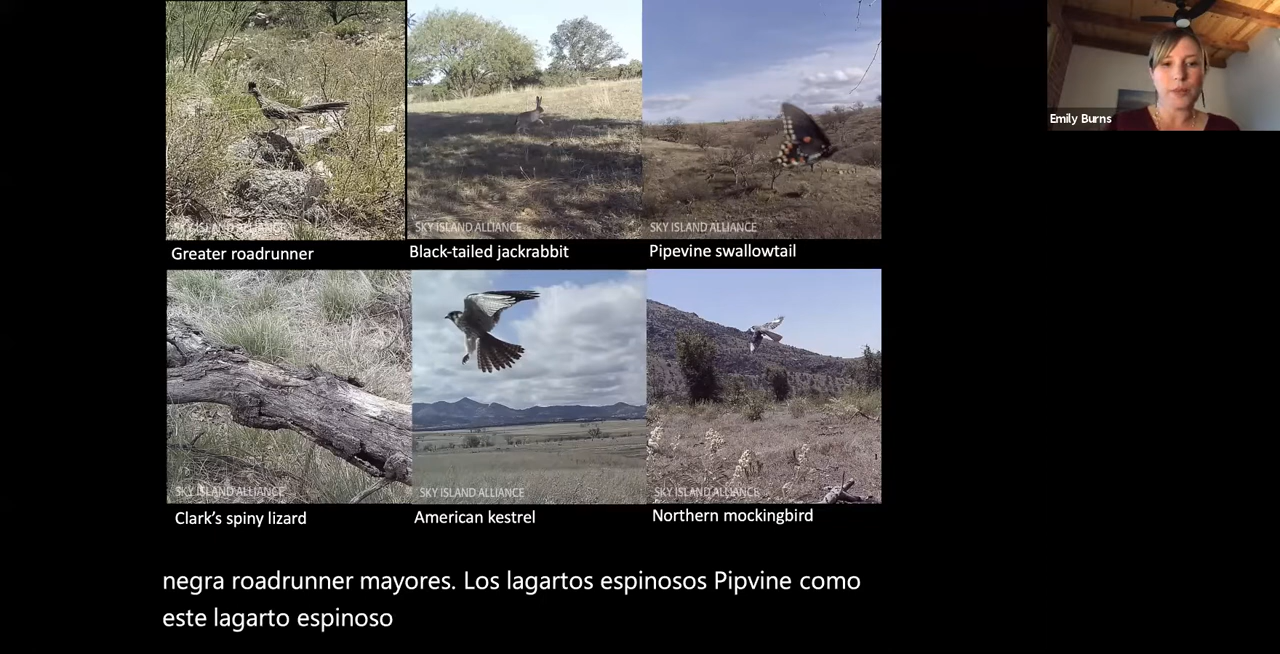 Emily Burns
SKY ISLAND ALLIANCE
SKY ISLAND ALLIANCE
SKY ISLAND ALLIANCE
Greater roadrunner
Black-tailed jackrabbit
Pipevine swallowtail
SKY ISLAND ALLIANCE
SKY ISLAND ALLIANCE
SKY ISLAND ALLIANCE
Clark's spiny lizard
American kestrel
Northern mockingbird
negra roadrunner mayores. Los lagartos espinosos Pipvine como
este lagarto espinoso